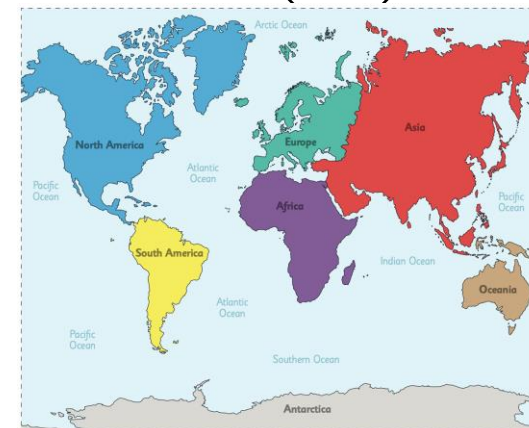 Arctic Ocean
North America
Europe
Asia
Atlantic
Ocean
Pacific
Ocean
Africa
Pacific
Ocean
South America
Indian Ocean
Oceania
Atlantic
Ocean
Pacific
Ocean
Southern Ocean
Antarctica